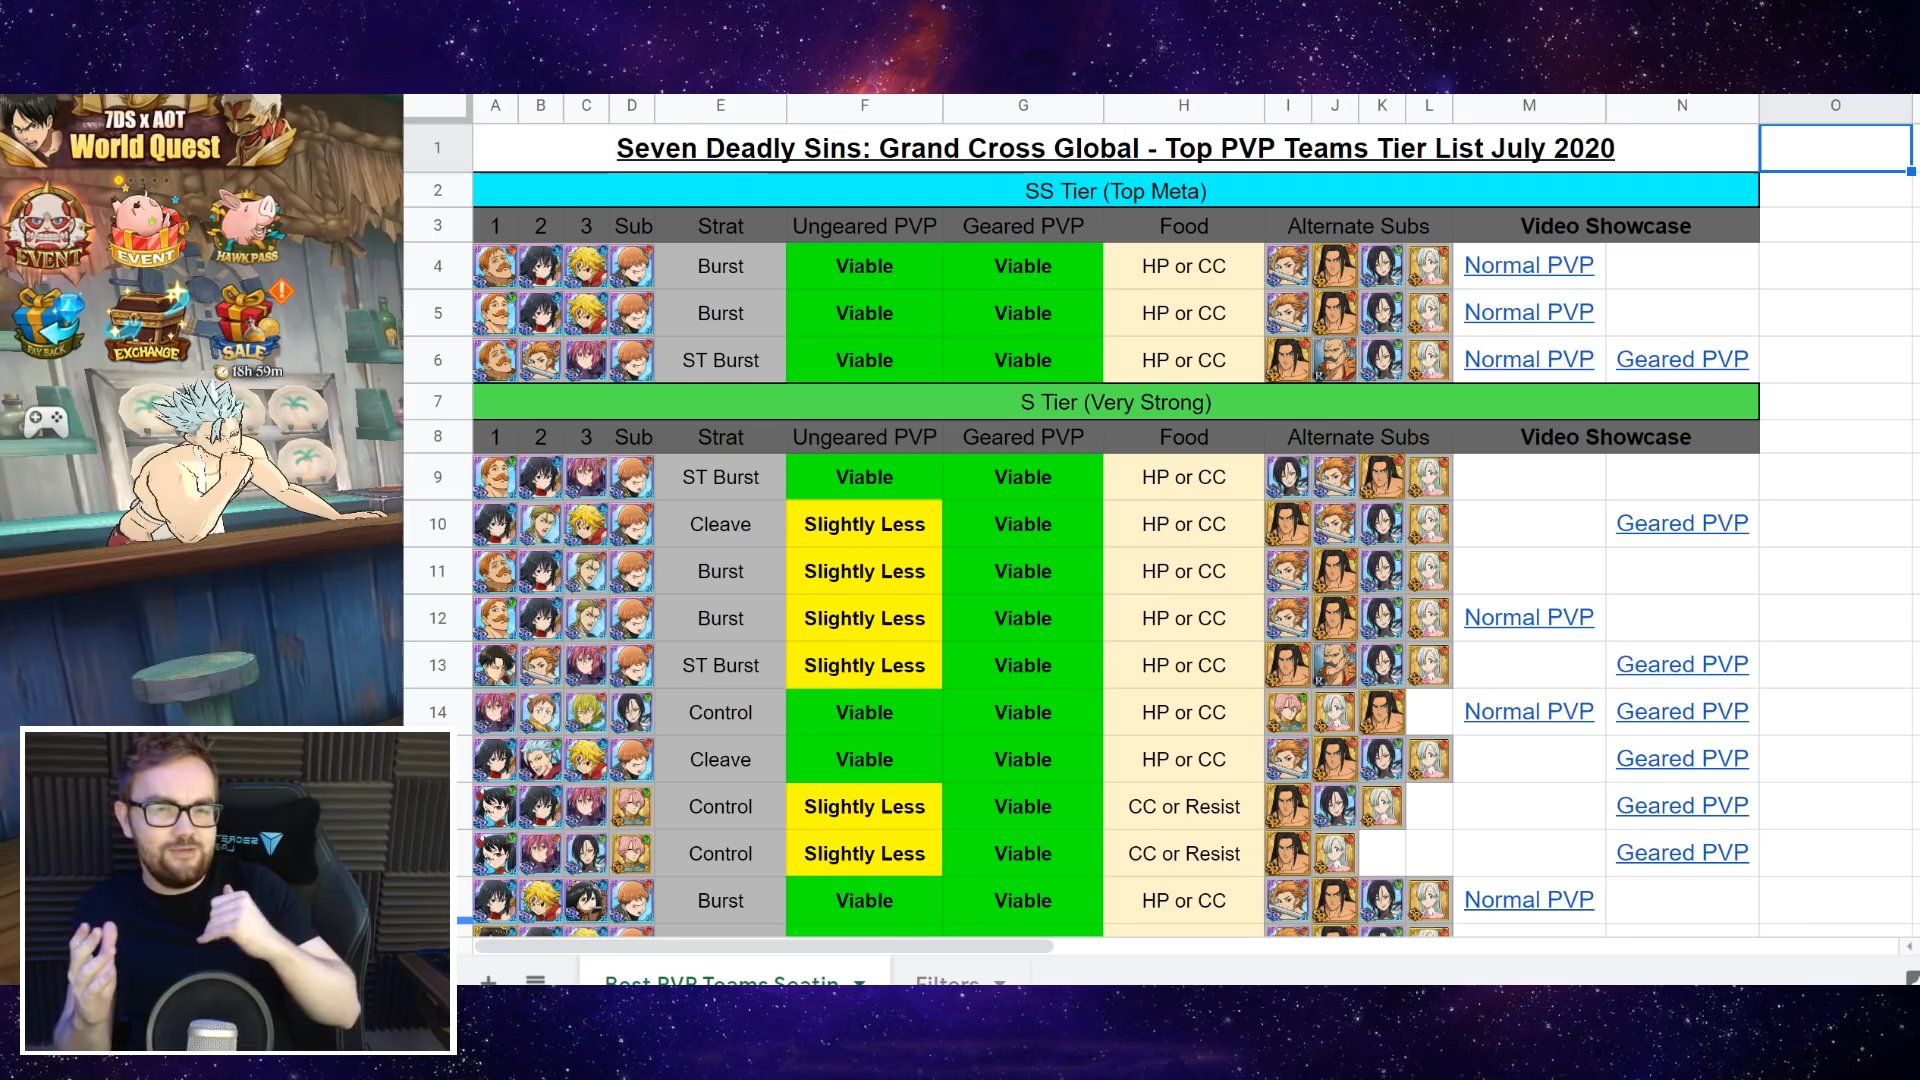 7DS x AOT
World Quest
EVENT
EVENT
HAWK PASS
PAY BACK
EXCHANGE
SALE
18h 59m
A B C D E F G H I J K L M N O
1 Seven Deadly Sins: Grand Cross Global - Top PVP Teams Tier List July 2020
2 SS Tier (Top Meta)
3 1 2 3 Sub Strat Ungeared PVP Geared PVP Food Alternate Subs Video Showcase
4 Burst Viable Viable HP or CC Normal PVP
5 Burst Viable Viable HP or CC Normal PVP
6 ST Burst Viable Viable HP or CC Normal PVP Geared PVP
7 S Tier (Very Strong)
8 1 2 3 Sub Strat Ungeared PVP Geared PVP Food Alternate Subs Video Showcase
9 ST Burst Viable Viable HP or CC
10 Cleave Slightly Less Viable HP or CC Geared PVP
11 Burst Slightly Less Viable HP or CC
12 Burst Slightly Less Viable HP or CC Normal PVP
13 ST Burst Slightly Less Viable HP or CC Geared PVP
14 Control Viable Viable HP or CC Normal PVP Geared PVP
Cleave Viable Viable HP or CC Geared PVP
Control Slightly Less Viable CC or Resist Geared PVP
Control Slightly Less Viable CC or Resist Geared PVP
Burst Viable Viable HP or CC Normal PVP
Best PVP Teams Seatin Filters